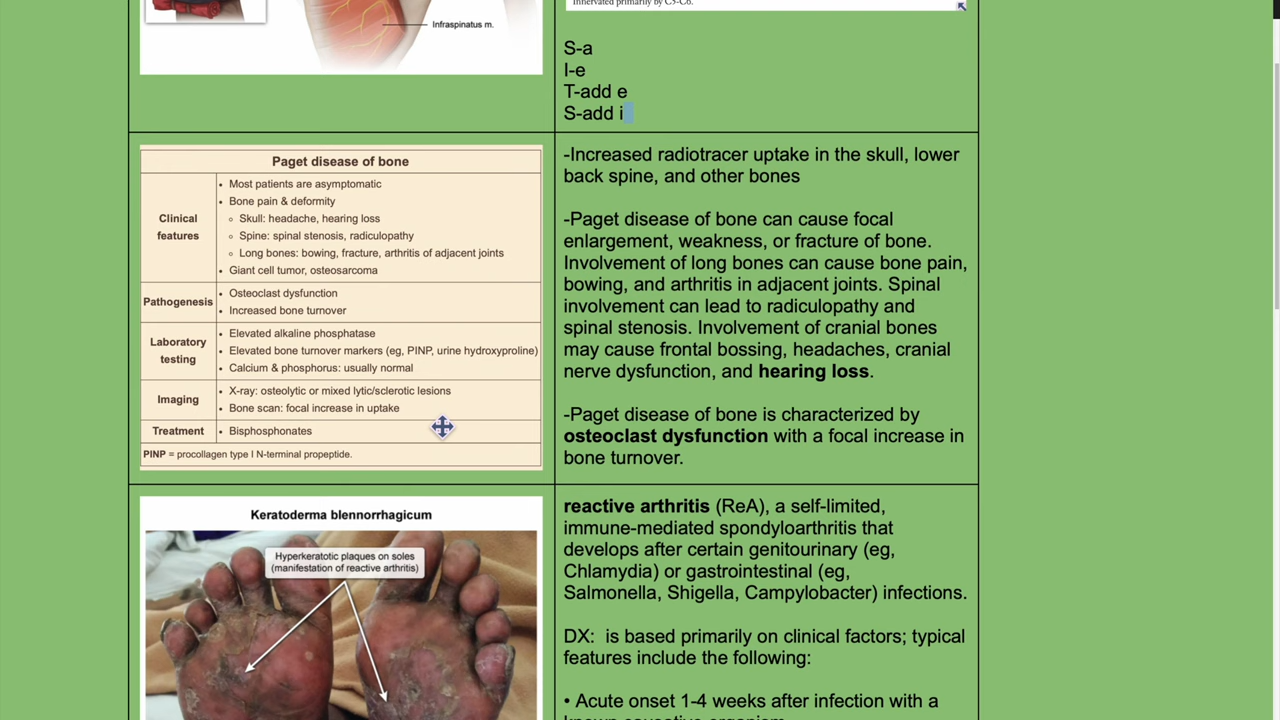 Innervated primarily by C5-C6.
Infraspinatus m.
S-a
I-e
T-add e
S-add i
Paget disease of bone
Clinical features
• Most patients are asymptomatic
• Bone pain & deformity
◦ Skull: headache, hearing loss
◦ Spine: spinal stenosis, radiculopathy
◦ Long bones: bowing, fracture, arthritis of adjacent joints
• Giant cell tumor, osteosarcoma
Pathogenesis
• Osteoclast dysfunction
• Increased bone turnover
Laboratory testing
• Elevated alkaline phosphatase
• Elevated bone turnover markers (eg, PINP, urine hydroxyproline)
• Calcium & phosphorus: usually normal
Imaging
• X-ray: osteolytic or mixed lytic/sclerotic lesions
• Bone scan: focal increase in uptake
Treatment
• Bisphosphonates
PINP = procollagen type I N-terminal propeptide.
-Increased radiotracer uptake in the skull, lower
back spine, and other bones
-Paget disease of bone can cause focal
enlargement, weakness, or fracture of bone.
Involvement of long bones can cause bone pain,
bowing, and arthritis in adjacent joints. Spinal
involvement can lead to radiculopathy and
spinal stenosis. Involvement of cranial bones
may cause frontal bossing, headaches, cranial
nerve dysfunction, and hearing loss.
-Paget disease of bone is characterized by
osteoclast dysfunction with a focal increase in
bone turnover.
Keratoderma blennorrhagicum
Hyperkeratotic plaques on soles
(manifestation of reactive arthritis)
reactive arthritis (ReA), a self-limited,
immune-mediated spondyloarthritis that
develops after certain genitourinary (eg,
Chlamydia) or gastrointestinal (eg,
Salmonella, Shigella, Campylobacter) infections.
DX:  is based primarily on clinical factors; typical
features include the following:
• Acute onset 1-4 weeks after infection with a
known causative organism